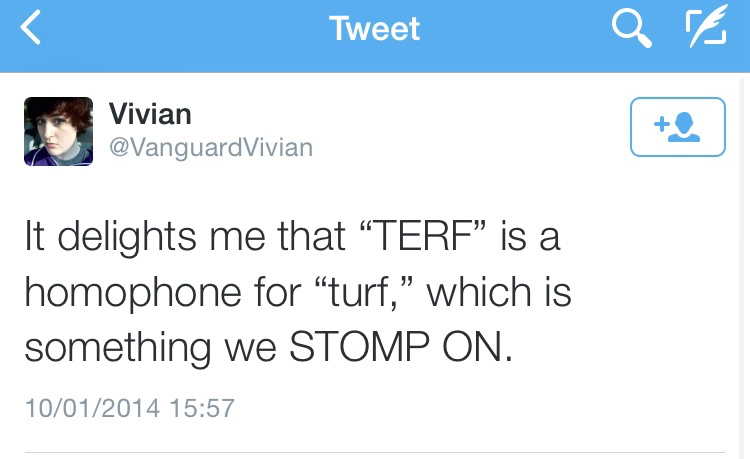 Tweet
Vivian
@VanguardVivian
It delights me that “TERF” is a
homophone for “turf,” which is
something we STOMP ON.
10/01/2014 15:57